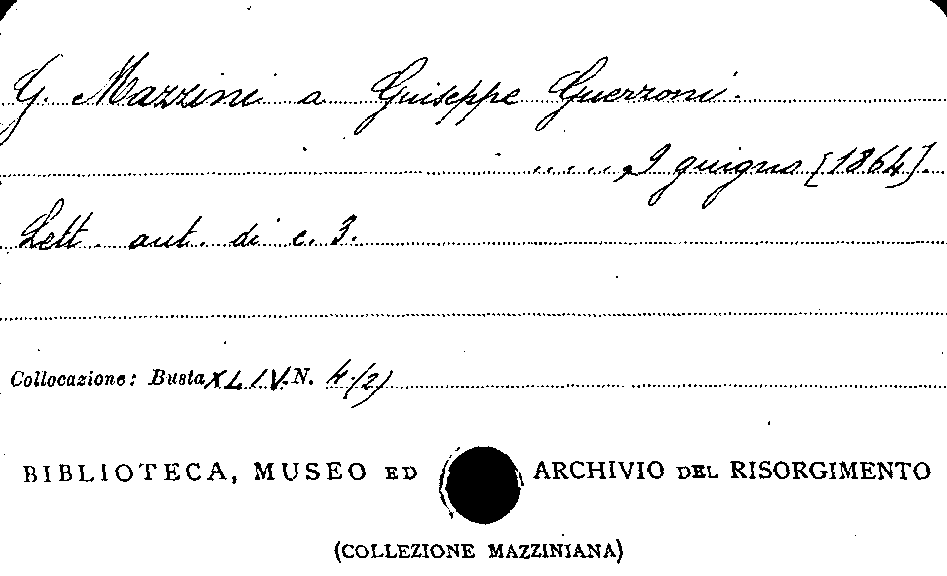 G. Mazzini a Giuseppe Guerzoni.
....., 9 giugno [1864].
Lett. aut. di c. 3.
Collocazione: Busta XLIV. N. 4 (2)
BIBLIOTECA, MUSEO ED ARCHIVIO DEL RISORGIMENTO
(COLLEZIONE MAZZINIANA)